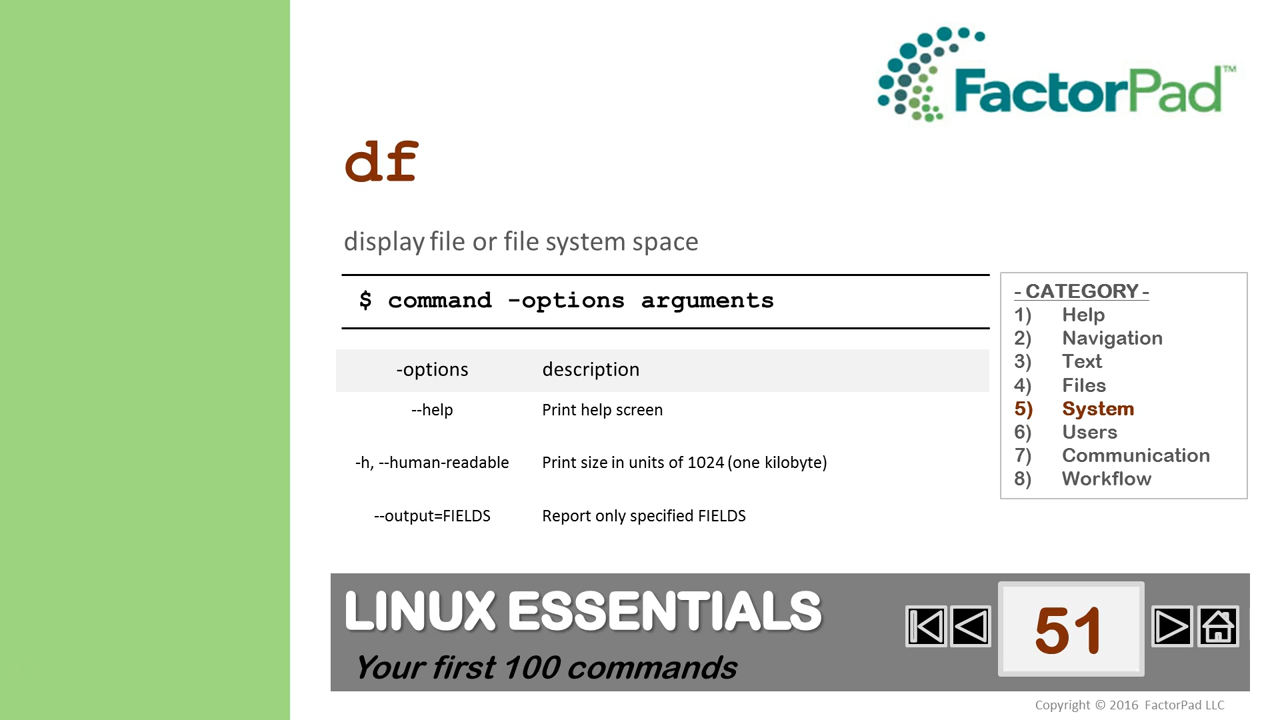 FactorPad™
df
display file or file system space
$ command -options arguments
-options description
--help Print help screen
-h, --human-readable Print size in units of 1024 (one kilobyte)
--output=FIELDS Report only specified FIELDS
- CATEGORY -
1) Help
2) Navigation
3) Text
4) Files
5) System
6) Users
7) Communication
8) Workflow
LINUX ESSENTIALS
Your first 100 commands
51
Copyright © 2016 FactorPad LLC